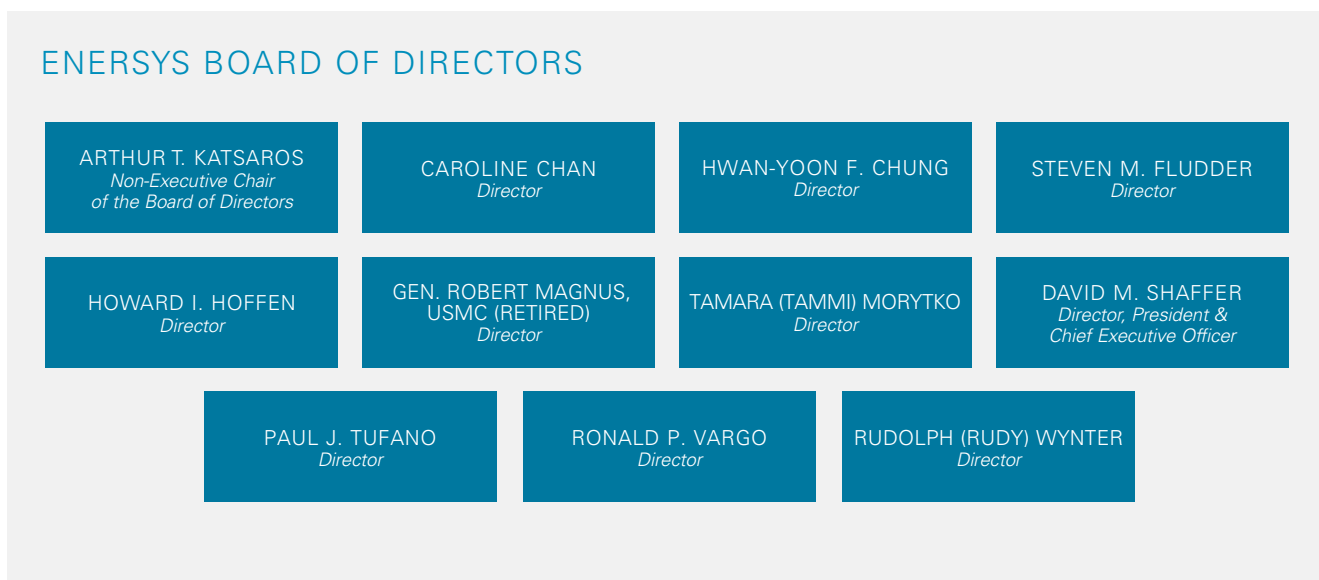 ENERSYS BOARD OF DIRECTORS
ARTHUR T. KATSAROS
Non-Executive Chair
of the Board of Directors
CAROLINE CHAN
Director
HWAN-YOON F. CHUNG
Director
STEVEN M. FLUDDER
Director
HOWARD I. HOFFEN
Director
GEN. ROBERT MAGNUS,
USMC (RETIRED)
Director
TAMARA (TAMMI) MORYTKO
Director
DAVID M. SHAFFER
Director, President &
Chief Executive Officer
PAUL J. TUFANO
Director
RONALD P. VARGO
Director
RUDOLPH (RUDY) WYNTER
Director